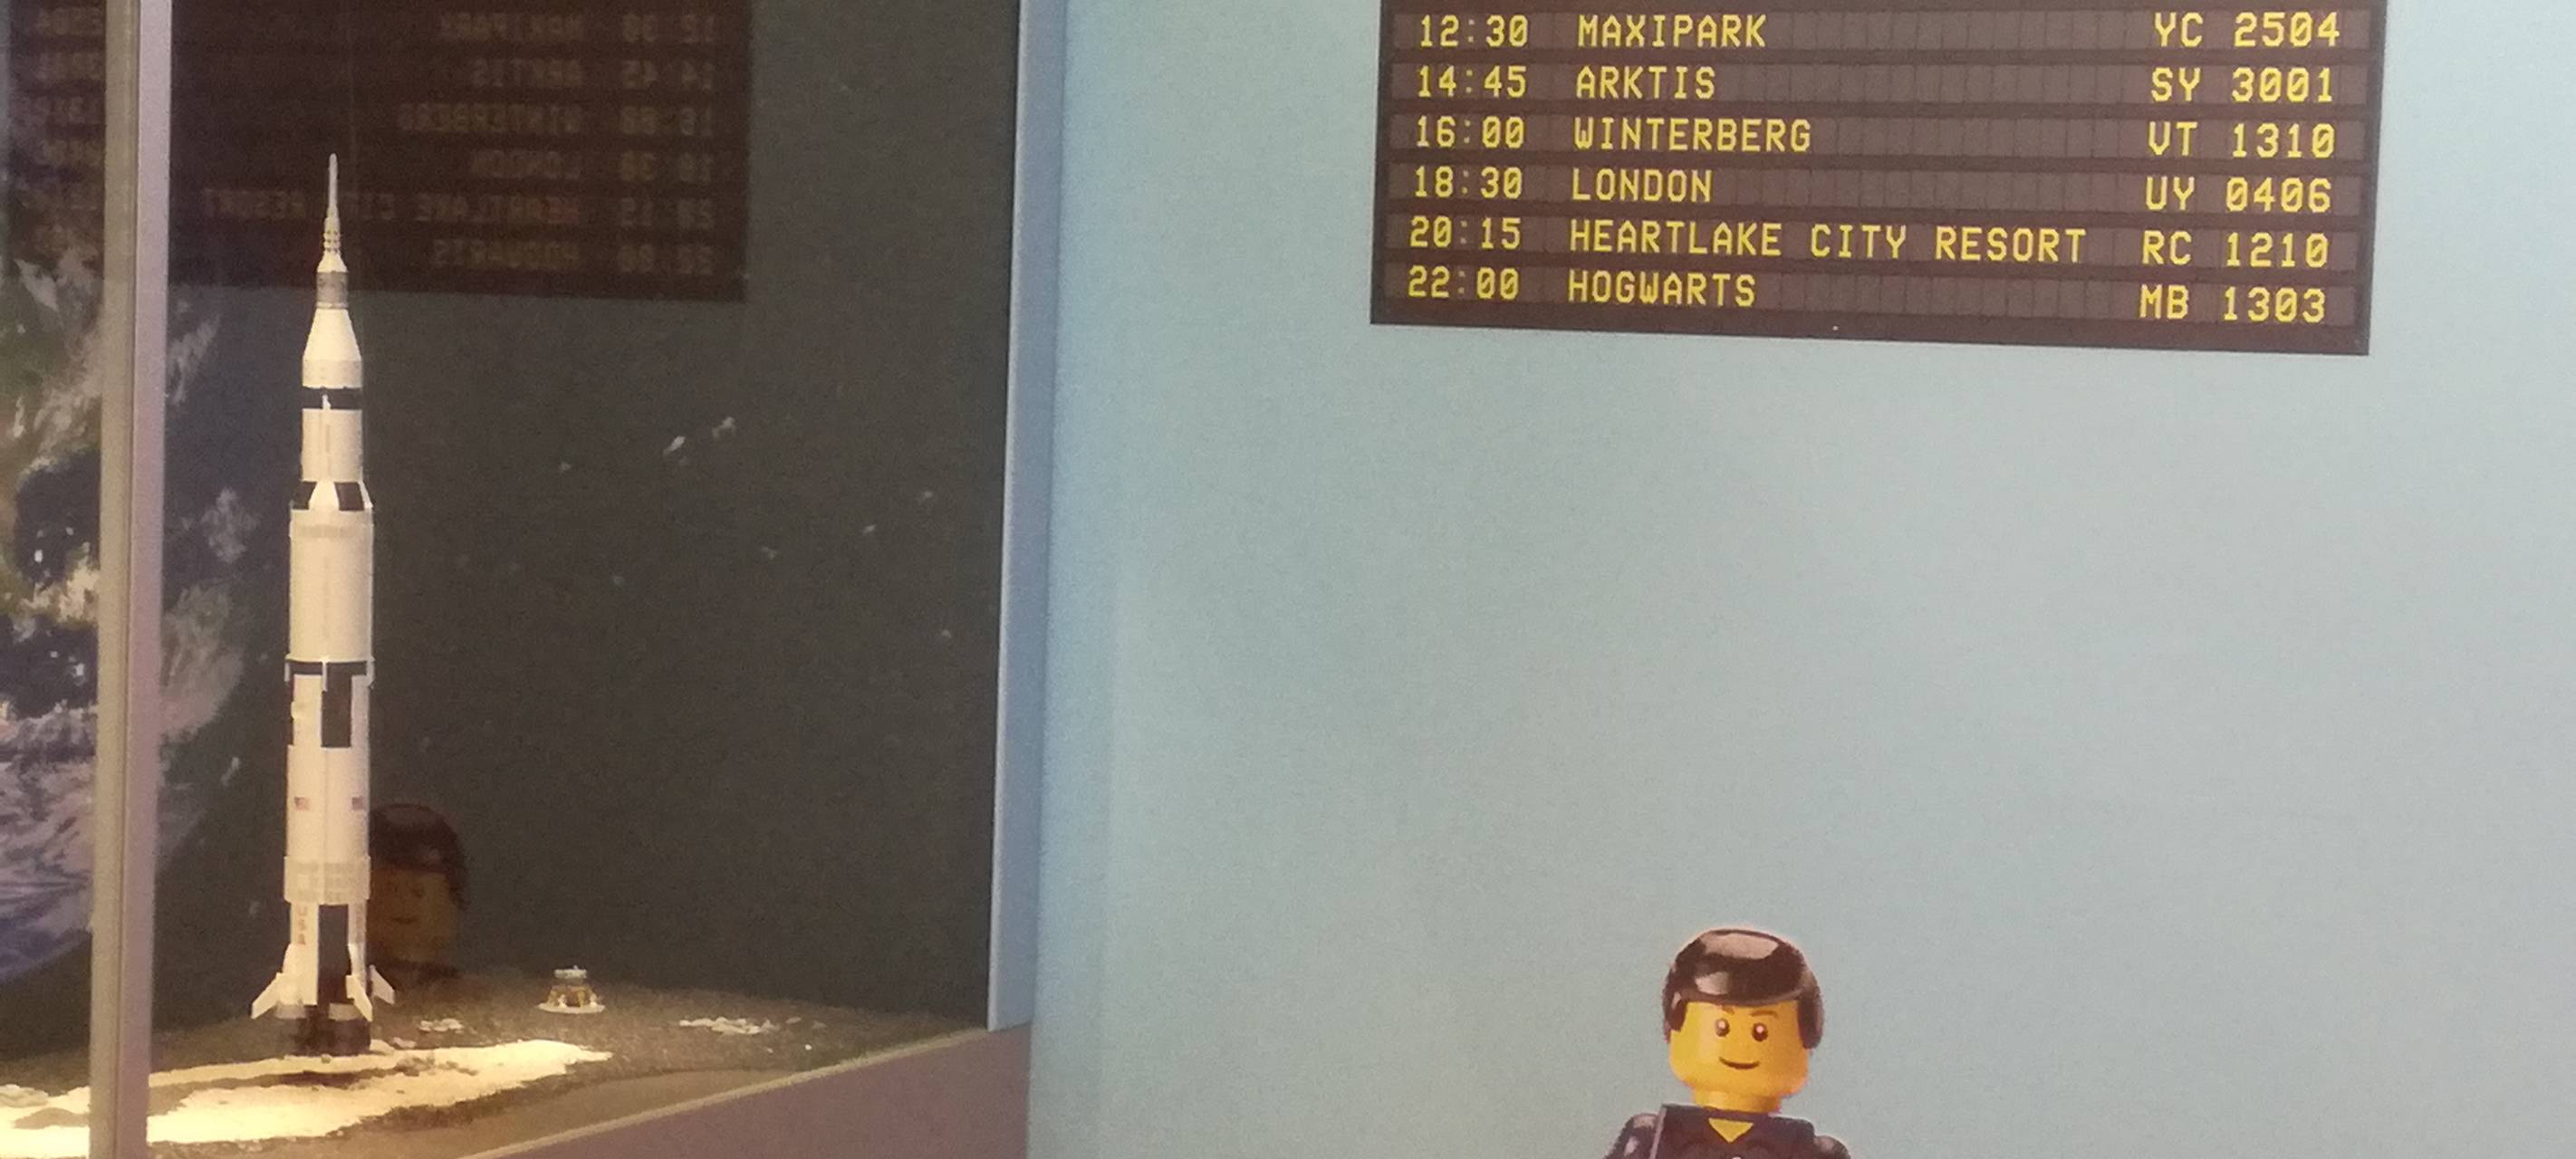 12:30 MAXIPARK YC 2504
14:45 ARKTIS SY 3001
16:00 WINTERBERG VT 1310
18:30 LONDON UY 0406
20:15 HEARTLAKE CITY RESORT RC 1210
22:00 HOGWARTS MB 1303
USA